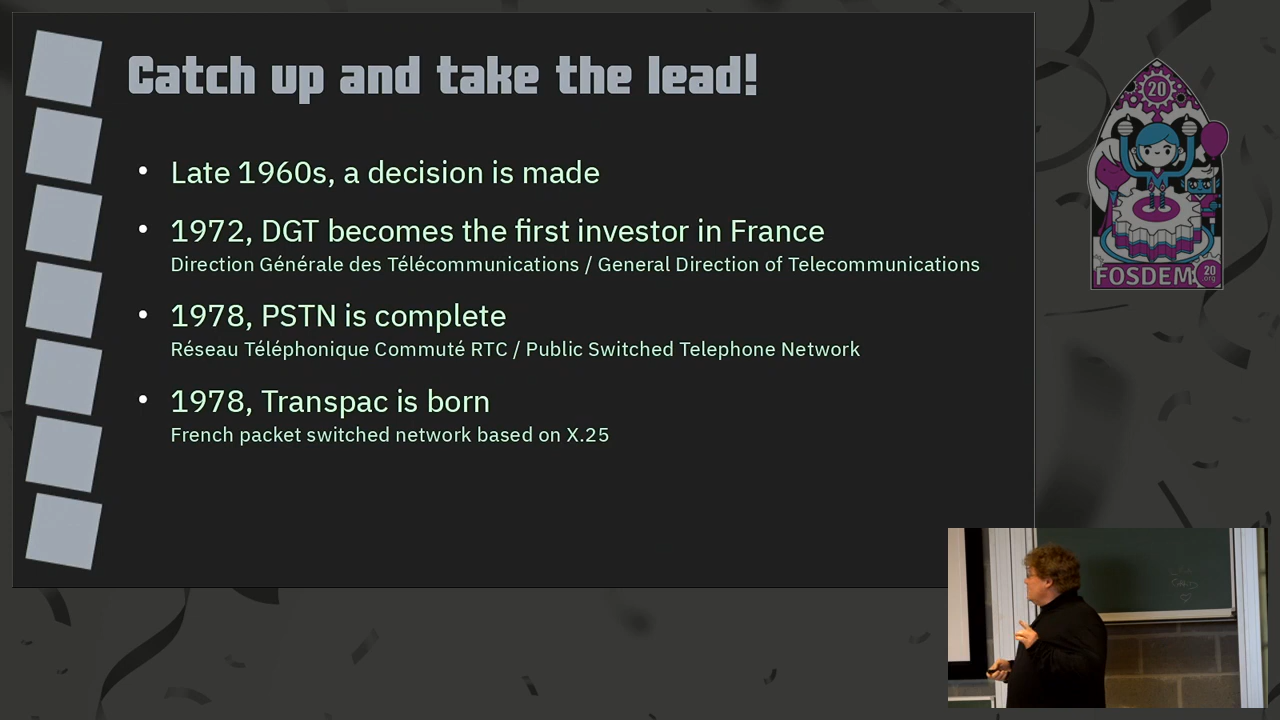 Catch up and take the lead!
Late 1960s, a decision is made
1972, DGT becomes the first investor in France
Direction Générale des Télécommunications / General Direction of Telecommunications
1978, PSTN is complete
Réseau Téléphonique Commuté RTC / Public Switched Telephone Network
1978, Transpac is born
French packet switched network based on X.25
20
FOSDEM
20
org